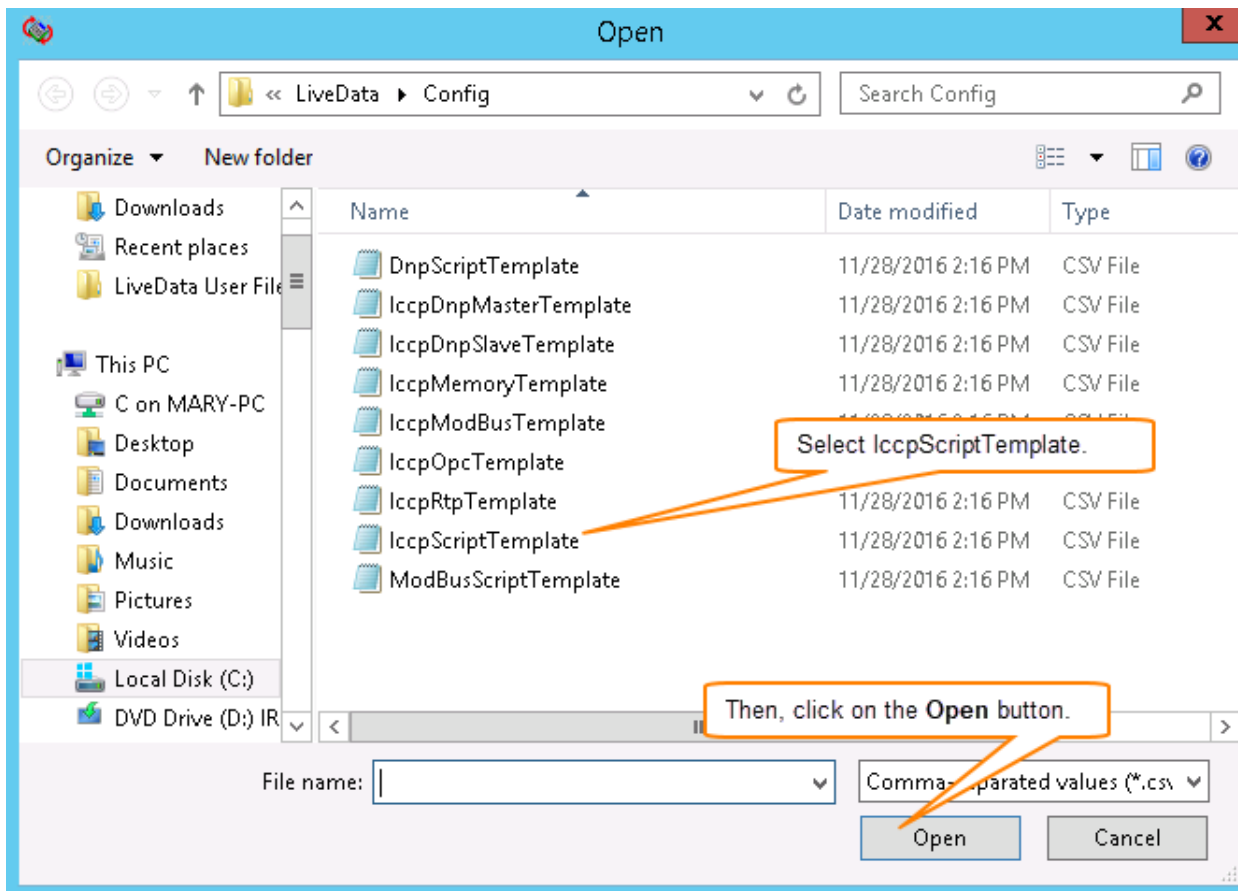 Open
x
« LiveData Config
Search Config
Organize New folder
Name Date modified Type
Downloads
Recent places
LiveData User File
This PC
C on MARY-PC
Desktop
Documents
Downloads
Music
Pictures
Videos
Local Disk (C:)
DVD Drive (D:) IR
DnpScriptTemplate 11/28/2016 2:16 PM CSV File
IccpDnpMasterTemplate 11/28/2016 2:16 PM CSV File
IccpDnpSlaveTemplate 11/28/2016 2:16 PM CSV File
IccpMemoryTemplate 11/28/2016 2:16 PM CSV File
IccpModBusTemplate
Select IccpScriptTemplate.
IccpOpcTemplate
IccpRtpTemplate 11/28/2016 2:16 PM CSV File
IccpScriptTemplate 11/28/2016 2:16 PM CSV File
ModBusScriptTemplate 11/28/2016 2:16 PM CSV File
Then, click on the Open button.
File name:
values (*.csv
Open Cancel